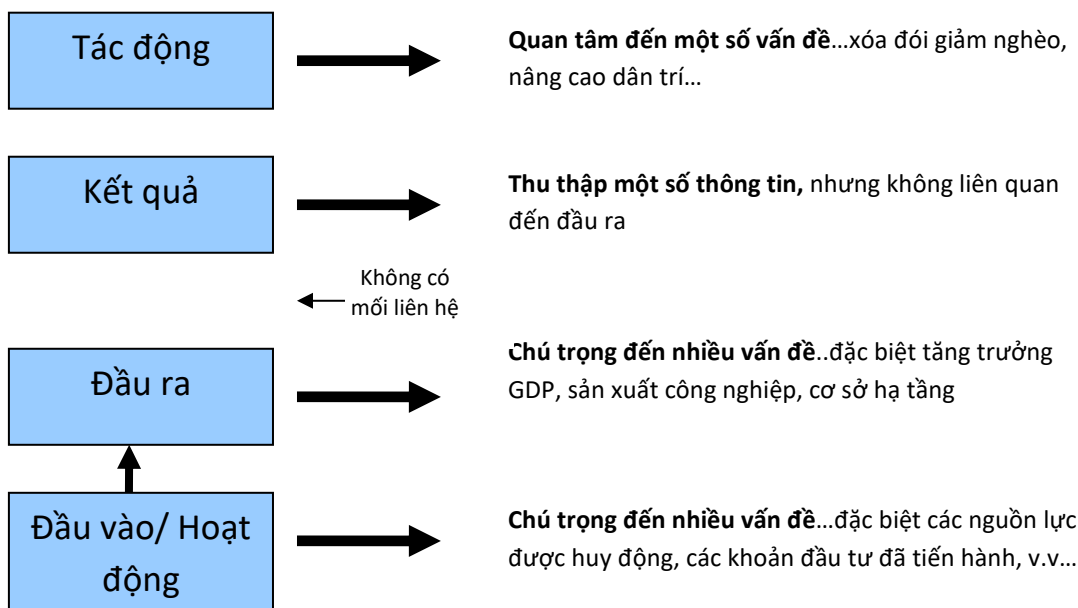 Tác động
Quan tâm đến một số vấn đề…xóa đói giảm nghèo,
nâng cao dân trí…
Kết quả
Thu thập một số thông tin, nhưng không liên quan
đến đầu ra
Không có
mối liên hệ
Đầu ra
Chú trọng đến nhiều vấn đề..đặc biệt tăng trưởng
GDP, sản xuất công nghiệp, cơ sở hạ tầng
Đầu vào/ Hoạt
động
Chú trọng đến nhiều vấn đề…đặc biệt các nguồn lực
được huy động, các khoản đầu tư đã tiến hành, v.v…